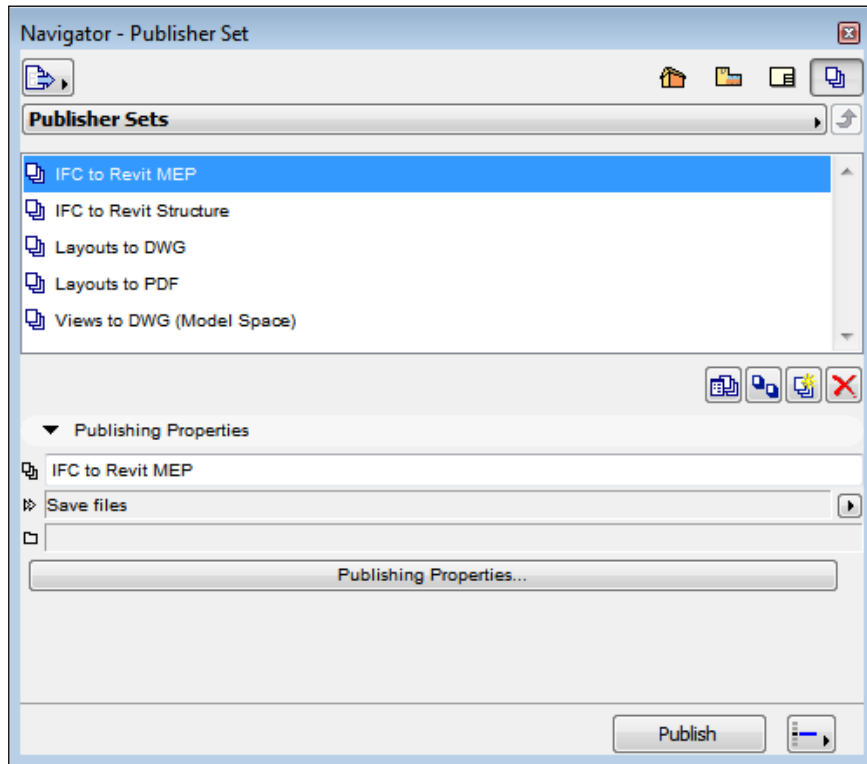 Navigator - Publisher Set
Publisher Sets
IFC to Revit MEP
IFC to Revit Structure
Layouts to DWG
Layouts to PDF
Views to DWG (Model Space)
Publishing Properties
IFC to Revit MEP
Save files
Publishing Properties...
Publish